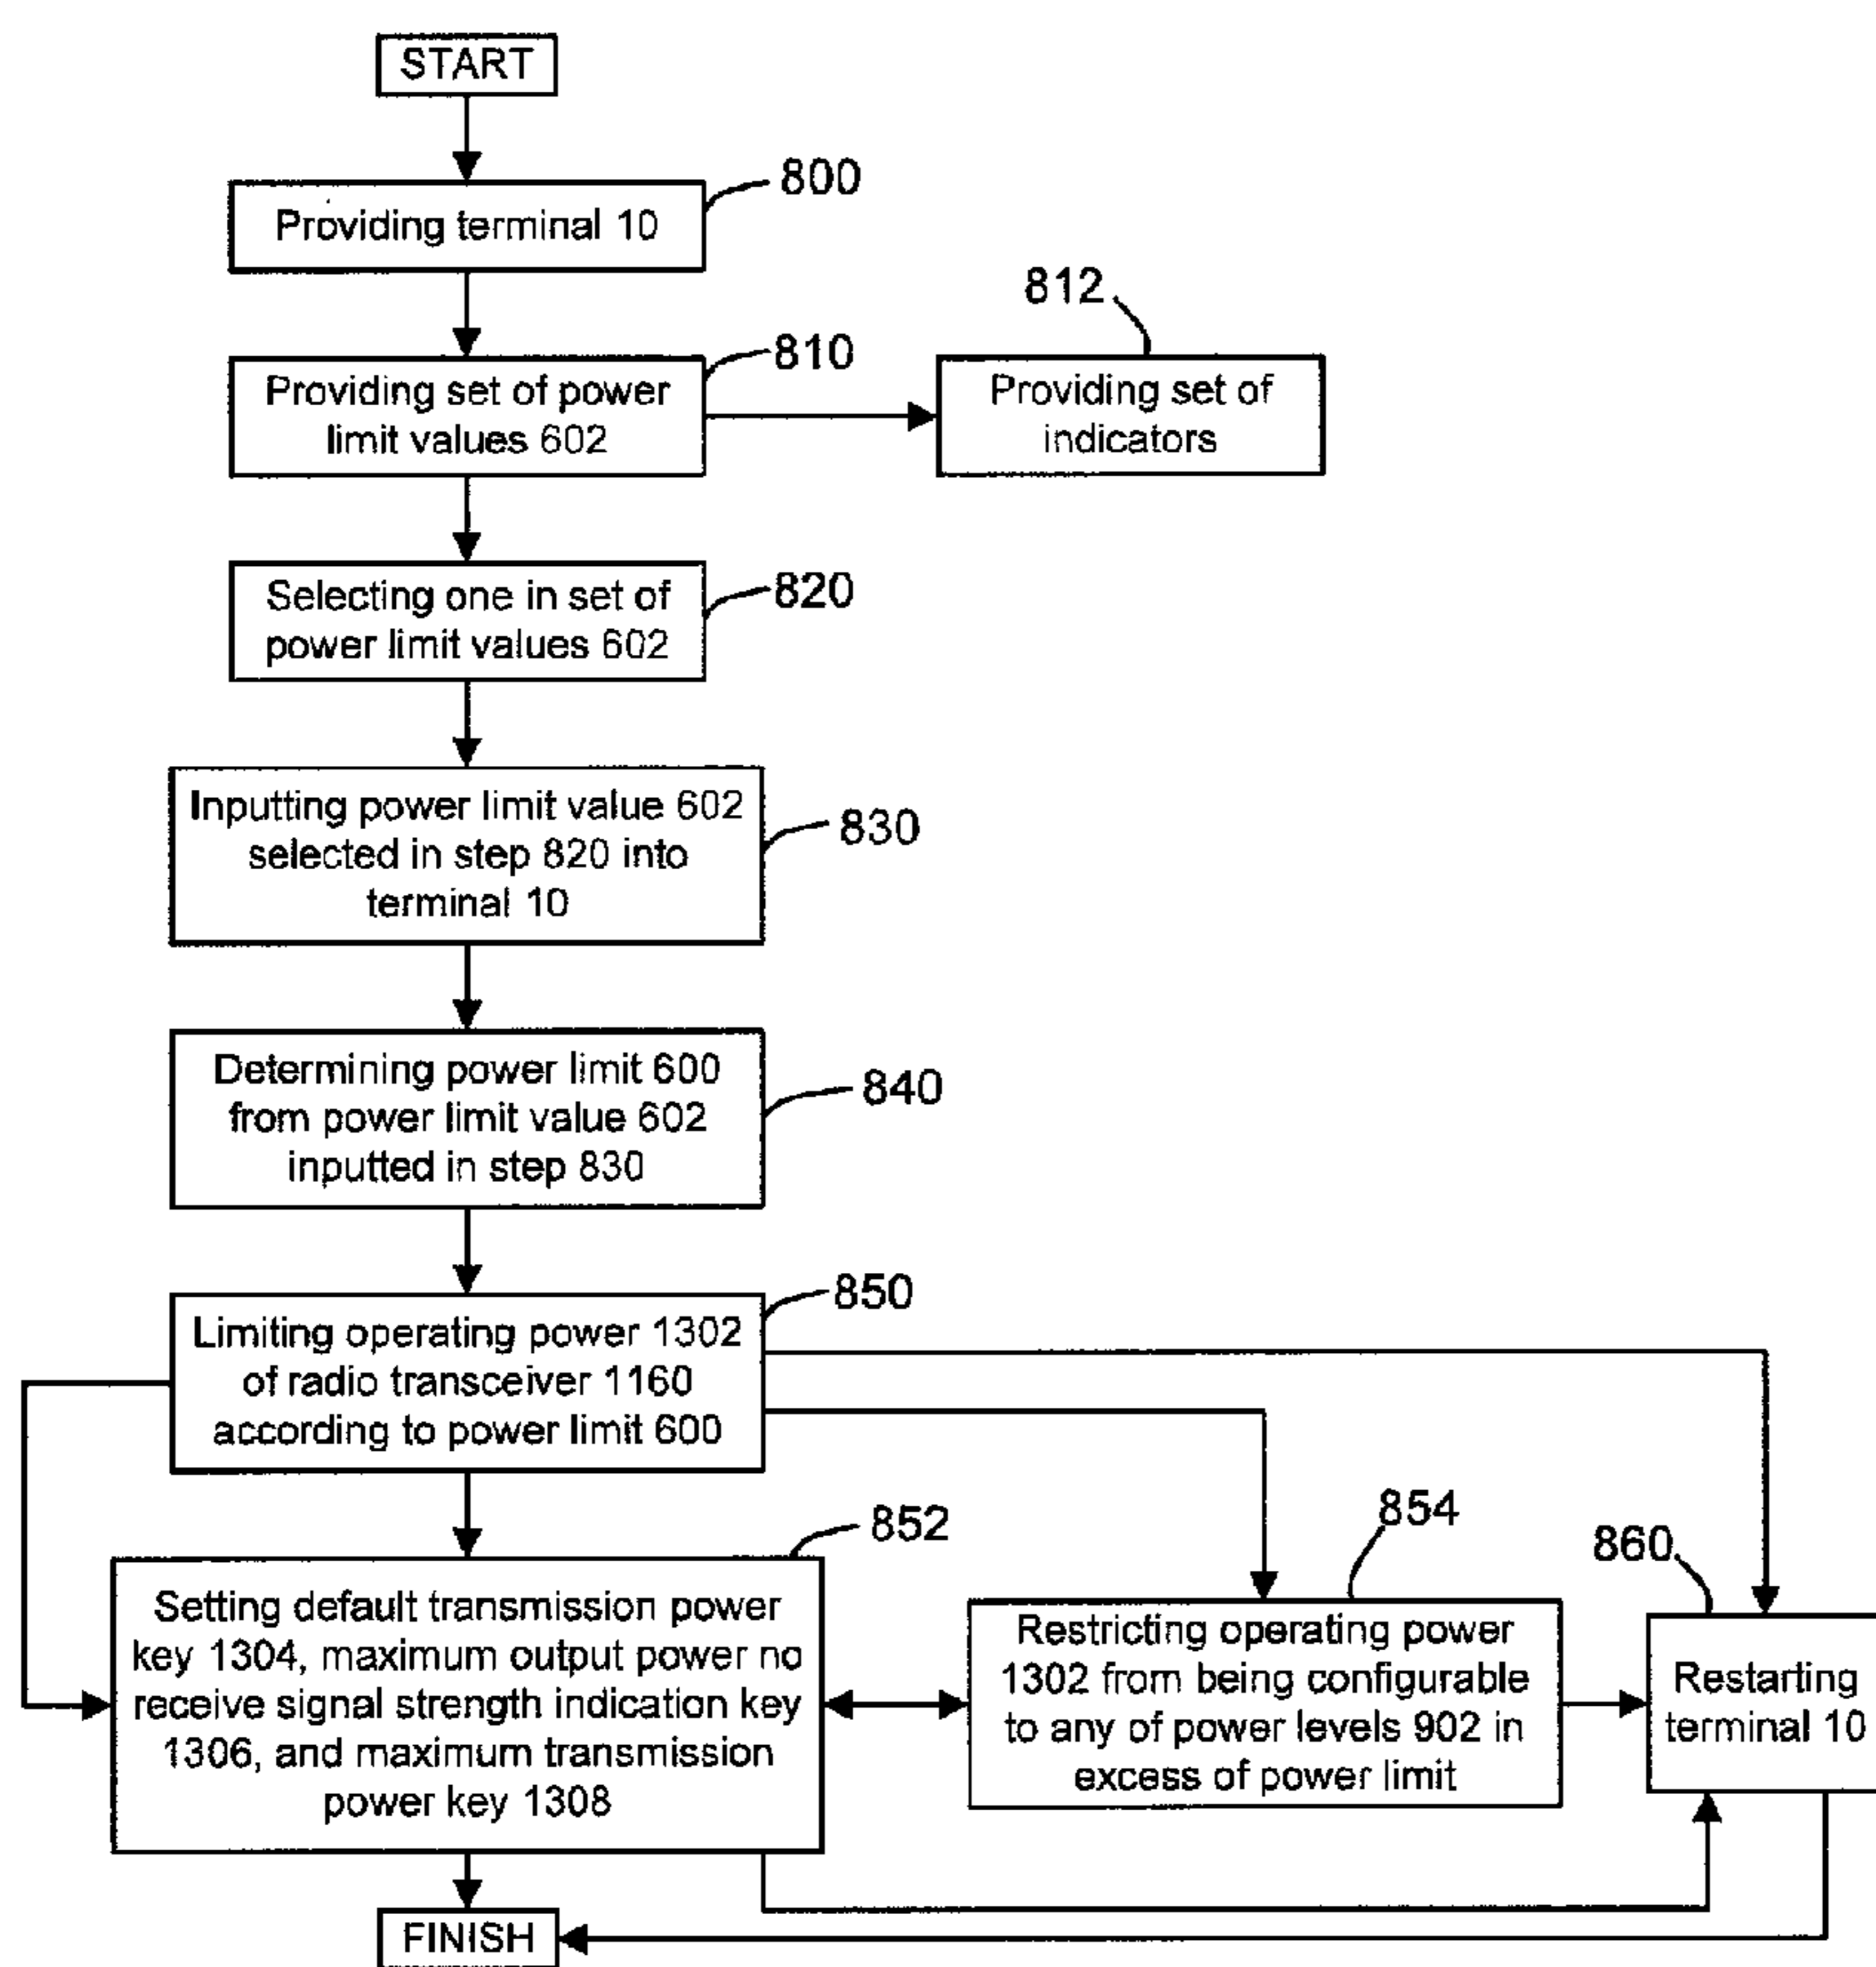 START
800
Providing terminal 10
812
810
Providing set of power
limit values 602
Providing set of
indicators
820
Selecting one in set of
power limit values 602
830
Inputting power limit value 602
selected in step 820 into
terminal 10
840
Determining power limit 600
from power limit value 602
inputted in step 830
850
Limiting operating power 1302
of radio transceiver 1160
according to power limit 600
852
854
860
Setting default transmission power
key 1304, maximum output power no
receive signal strength indication key
1306, and maximum transmission
power key 1308
Restricting operating power
1302 from being configurable
to any of power levels 902 in
excess of power limit
Restarting
terminal 10
FINISH